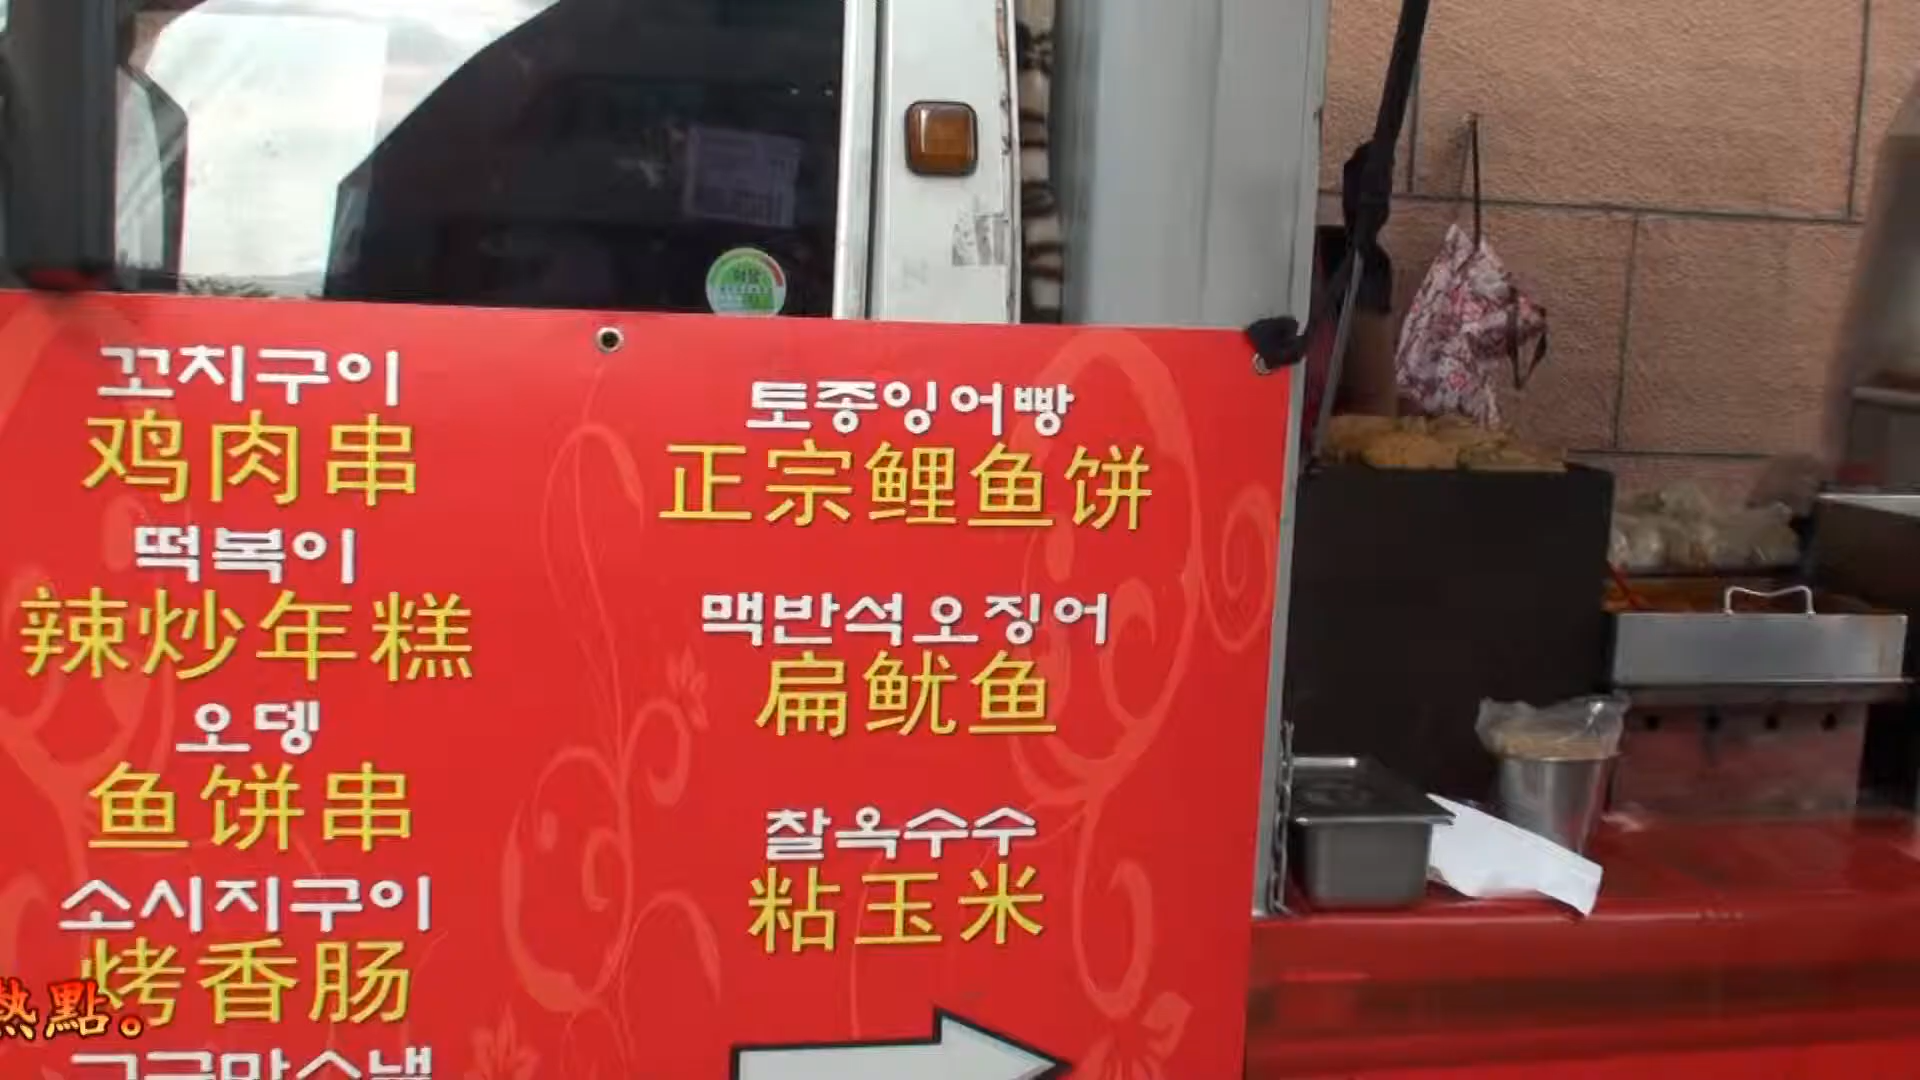 꼬치구이
鸡肉串
떡복이
辣炒年糕
오뎅
鱼饼串
소시지구이
烤香肠
토종잉어빵
正宗鲤鱼饼
맥반석오징어
扁鱿鱼
찰옥수수
粘玉米
熱點。